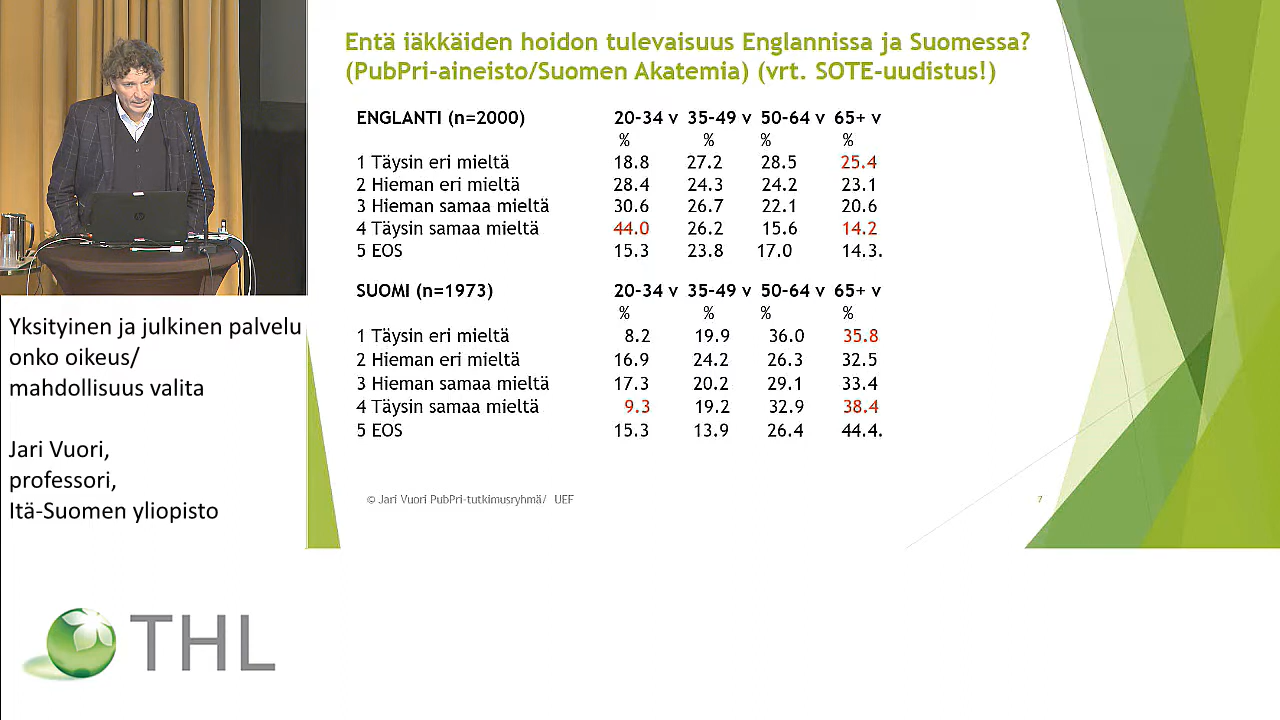 Entä iäkkäiden hoidon tulevaisuus Englannissa ja Suomessa?
(PubPri-aineisto/Suomen Akatemia) (vrt. SOTE-uudistus!)
ENGLANTI (n=2000) 20-34 v 35-49 v 50-64 v 65+ v
% % % %
1 Täysin eri mieltä 18.8 27.2 28.5 25.4
2 Hieman eri mieltä 28.4 24.3 24.2 23.1
3 Hieman samaa mieltä 30.6 26.7 22.1 20.6
4 Täysin samaa mieltä 44.0 26.2 15.6 14.2
5 EOS 15.3 23.8 17.0 14.3.
SUOMI (n=1973) 20-34 v 35-49 v 50-64 v 65+ v
% % % %
1 Täysin eri mieltä 8.2 19.9 36.0 35.8
2 Hieman eri mieltä 16.9 24.2 26.3 32.5
3 Hieman samaa mieltä 17.3 20.2 29.1 33.4
4 Täysin samaa mieltä 9.3 19.2 32.9 38.4
5 EOS 15.3 13.9 26.4 44.4.
© Jari Vuori PubPri-tutkimusryhmä/ UEF
7
Yksityinen ja julkinen palvelu
onko oikeus/
mahdollisuus valita
Jari Vuori,
professori,
Itä-Suomen yliopisto
THL